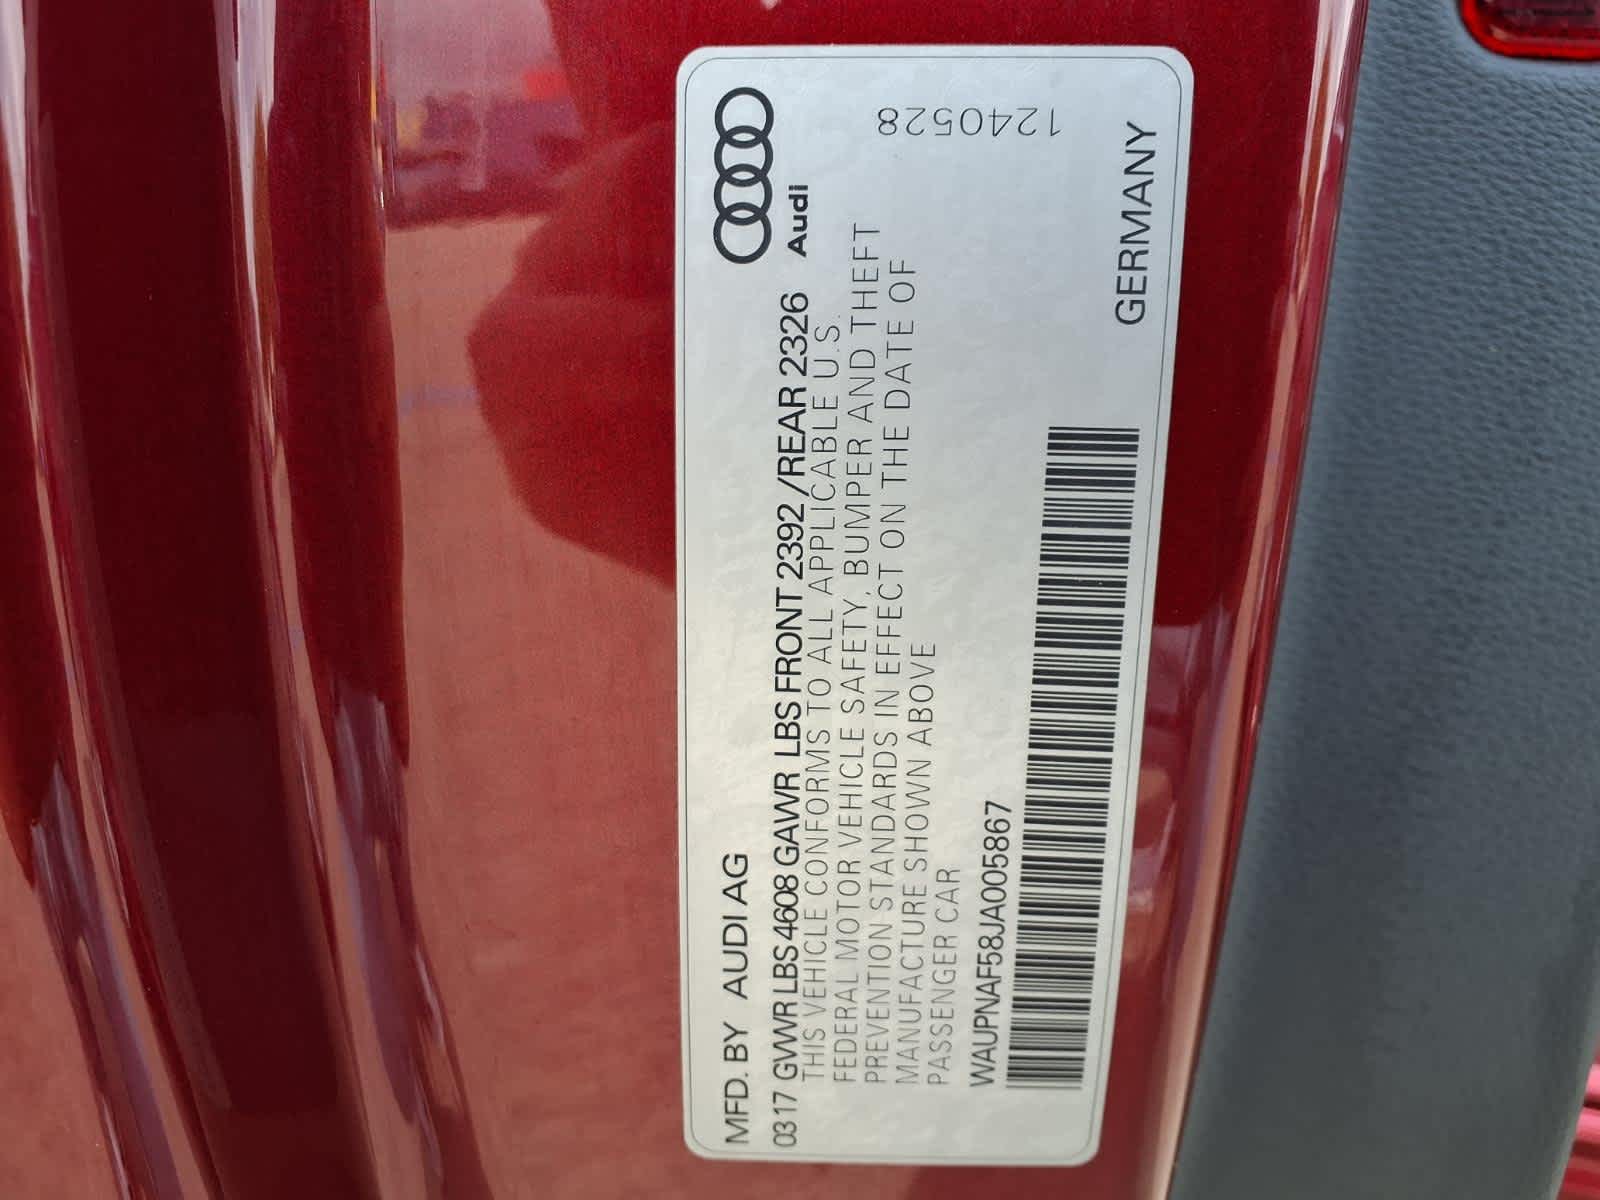 MFD. BY AUDI AG
Audi
0317 GVWR LBS 4608 GAWR LBS FRONT 2392 /REAR 2326
THIS VEHICLE CONFORMS TO ALL APPLICABLE U.S.
FEDERAL MOTOR VEHICLE SAFETY, BUMPER AND THEFT
PREVENTION STANDARDS IN EFFECT ON THE DATE OF
MANUFACTURE SHOWN ABOVE
PASSENGER CAR
1240528
WAUPNAF58JA005867
GERMANY